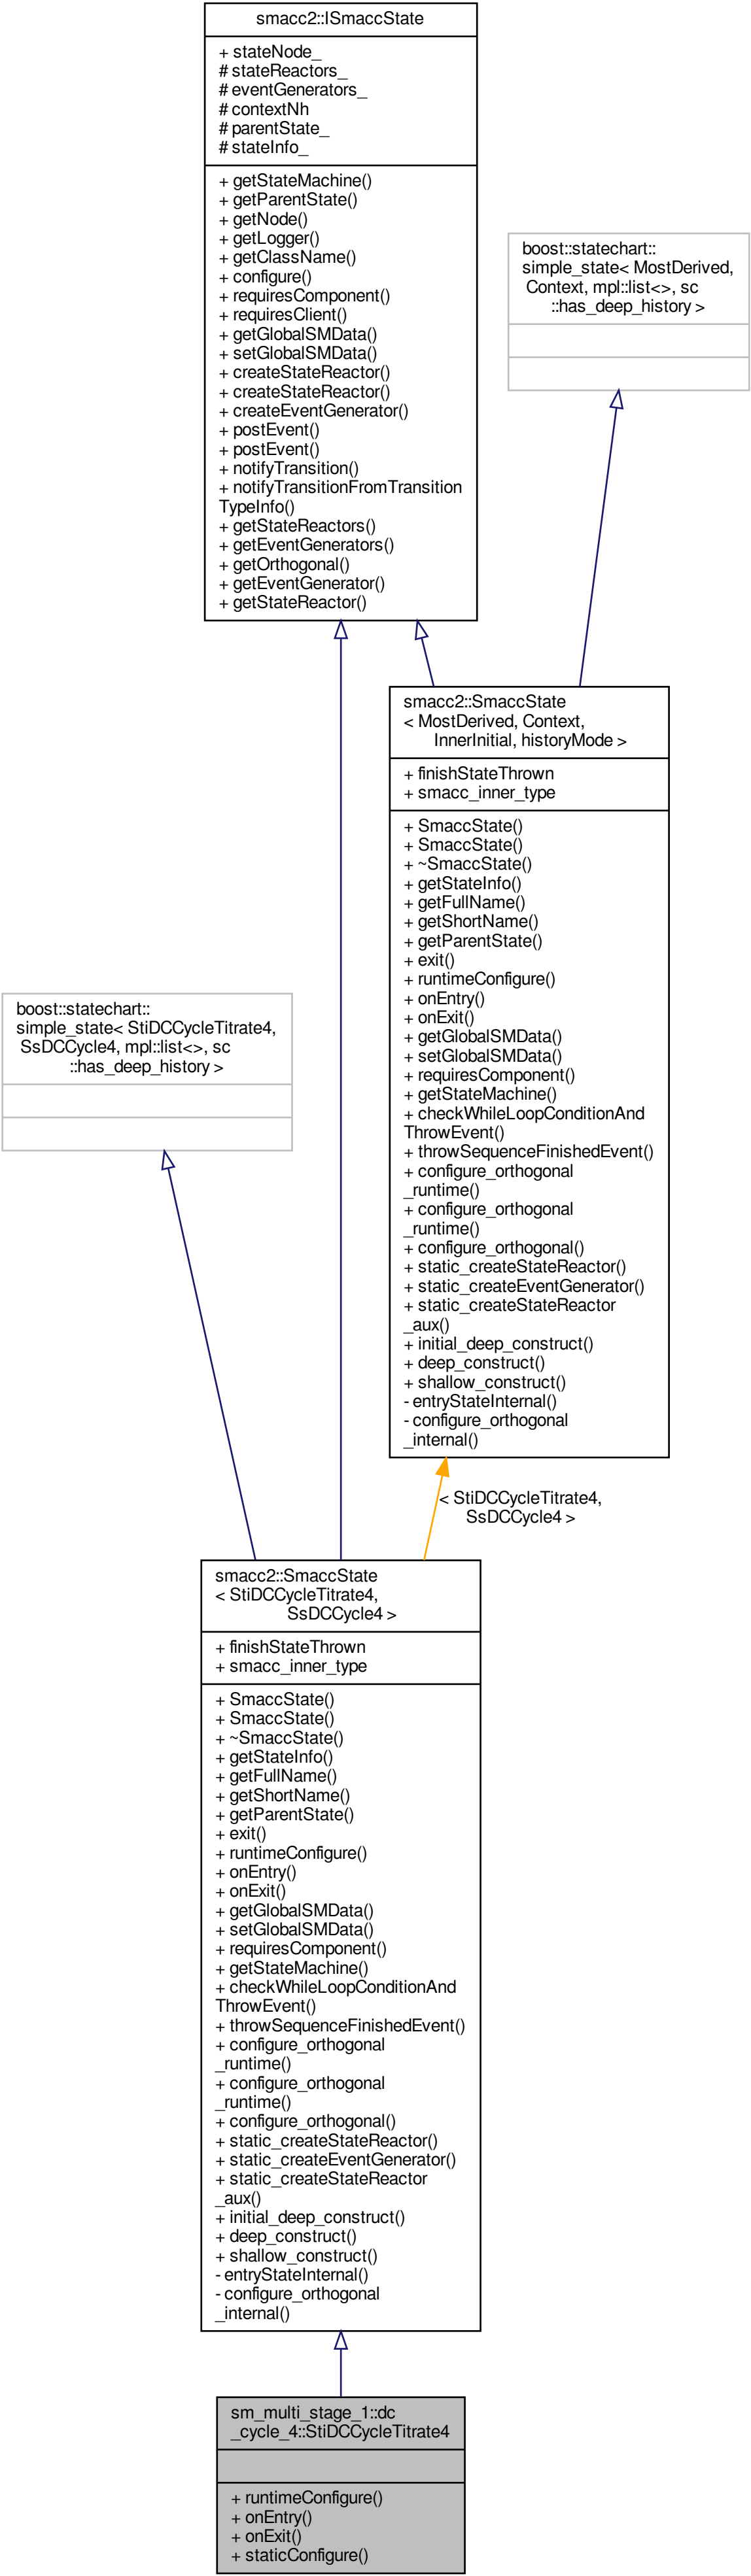 smacc2::ISmaccState
+ stateNode_
# stateReactors_
# eventGenerators_
# contextNh
# parentState_
# stateInfo_
+ getStateMachine()
+ getParentState()
+ getNode()
+ getLogger()
+ getClassName()
+ configure()
+ requiresComponent()
+ requiresClient()
+ getGlobalSMData()
+ setGlobalSMData()
+ createStateReactor()
+ createStateReactor()
+ createEventGenerator()
+ postEvent()
+ postEvent()
+ notifyTransition()
+ notifyTransitionFromTransition
TypeInfo()
+ getStateReactors()
+ getEventGenerators()
+ getOrthogonal()
+ getEventGenerator()
+ getStateReactor()
boost::statechart::
simple_state< MostDerived,
Context, mpl::list<>, sc
::has_deep_history >
smacc2::SmaccState
< MostDerived, Context,
InnerInitial, historyMode >
+ finishStateThrown
+ smacc_inner_type
+ SmaccState()
+ SmaccState()
+ ~SmaccState()
+ getStateInfo()
+ getFullName()
+ getShortName()
+ getParentState()
+ exit()
+ runtimeConfigure()
+ onEntry()
+ onExit()
+ getGlobalSMData()
+ setGlobalSMData()
+ requiresComponent()
+ getStateMachine()
+ checkWhileLoopConditionAnd
ThrowEvent()
+ throwSequenceFinishedEvent()
+ configure_orthogonal
_runtime()
+ configure_orthogonal
_runtime()
+ configure_orthogonal()
+ static_createStateReactor()
+ static_createEventGenerator()
+ static_createStateReactor
_aux()
+ initial_deep_construct()
+ deep_construct()
+ shallow_construct()
- entryStateInternal()
- configure_orthogonal
_internal()
boost::statechart::
simple_state< StiDCCycleTitrate4,
SsDCCycle4, mpl::list<>, sc
::has_deep_history >
< StiDCCycleTitrate4,
SsDCCycle4 >
smacc2::SmaccState
< StiDCCycleTitrate4,
SsDCCycle4 >
+ finishStateThrown
+ smacc_inner_type
+ SmaccState()
+ SmaccState()
+ ~SmaccState()
+ getStateInfo()
+ getFullName()
+ getShortName()
+ getParentState()
+ exit()
+ runtimeConfigure()
+ onEntry()
+ onExit()
+ getGlobalSMData()
+ setGlobalSMData()
+ requiresComponent()
+ getStateMachine()
+ checkWhileLoopConditionAnd
ThrowEvent()
+ throwSequenceFinishedEvent()
+ configure_orthogonal
_runtime()
+ configure_orthogonal
_runtime()
+ configure_orthogonal()
+ static_createStateReactor()
+ static_createEventGenerator()
+ static_createStateReactor
_aux()
+ initial_deep_construct()
+ deep_construct()
+ shallow_construct()
- entryStateInternal()
- configure_orthogonal
_internal()
sm_multi_stage_1::dc
_cycle_4::StiDCCycleTitrate4
+ runtimeConfigure()
+ onEntry()
+ onExit()
+ staticConfigure()